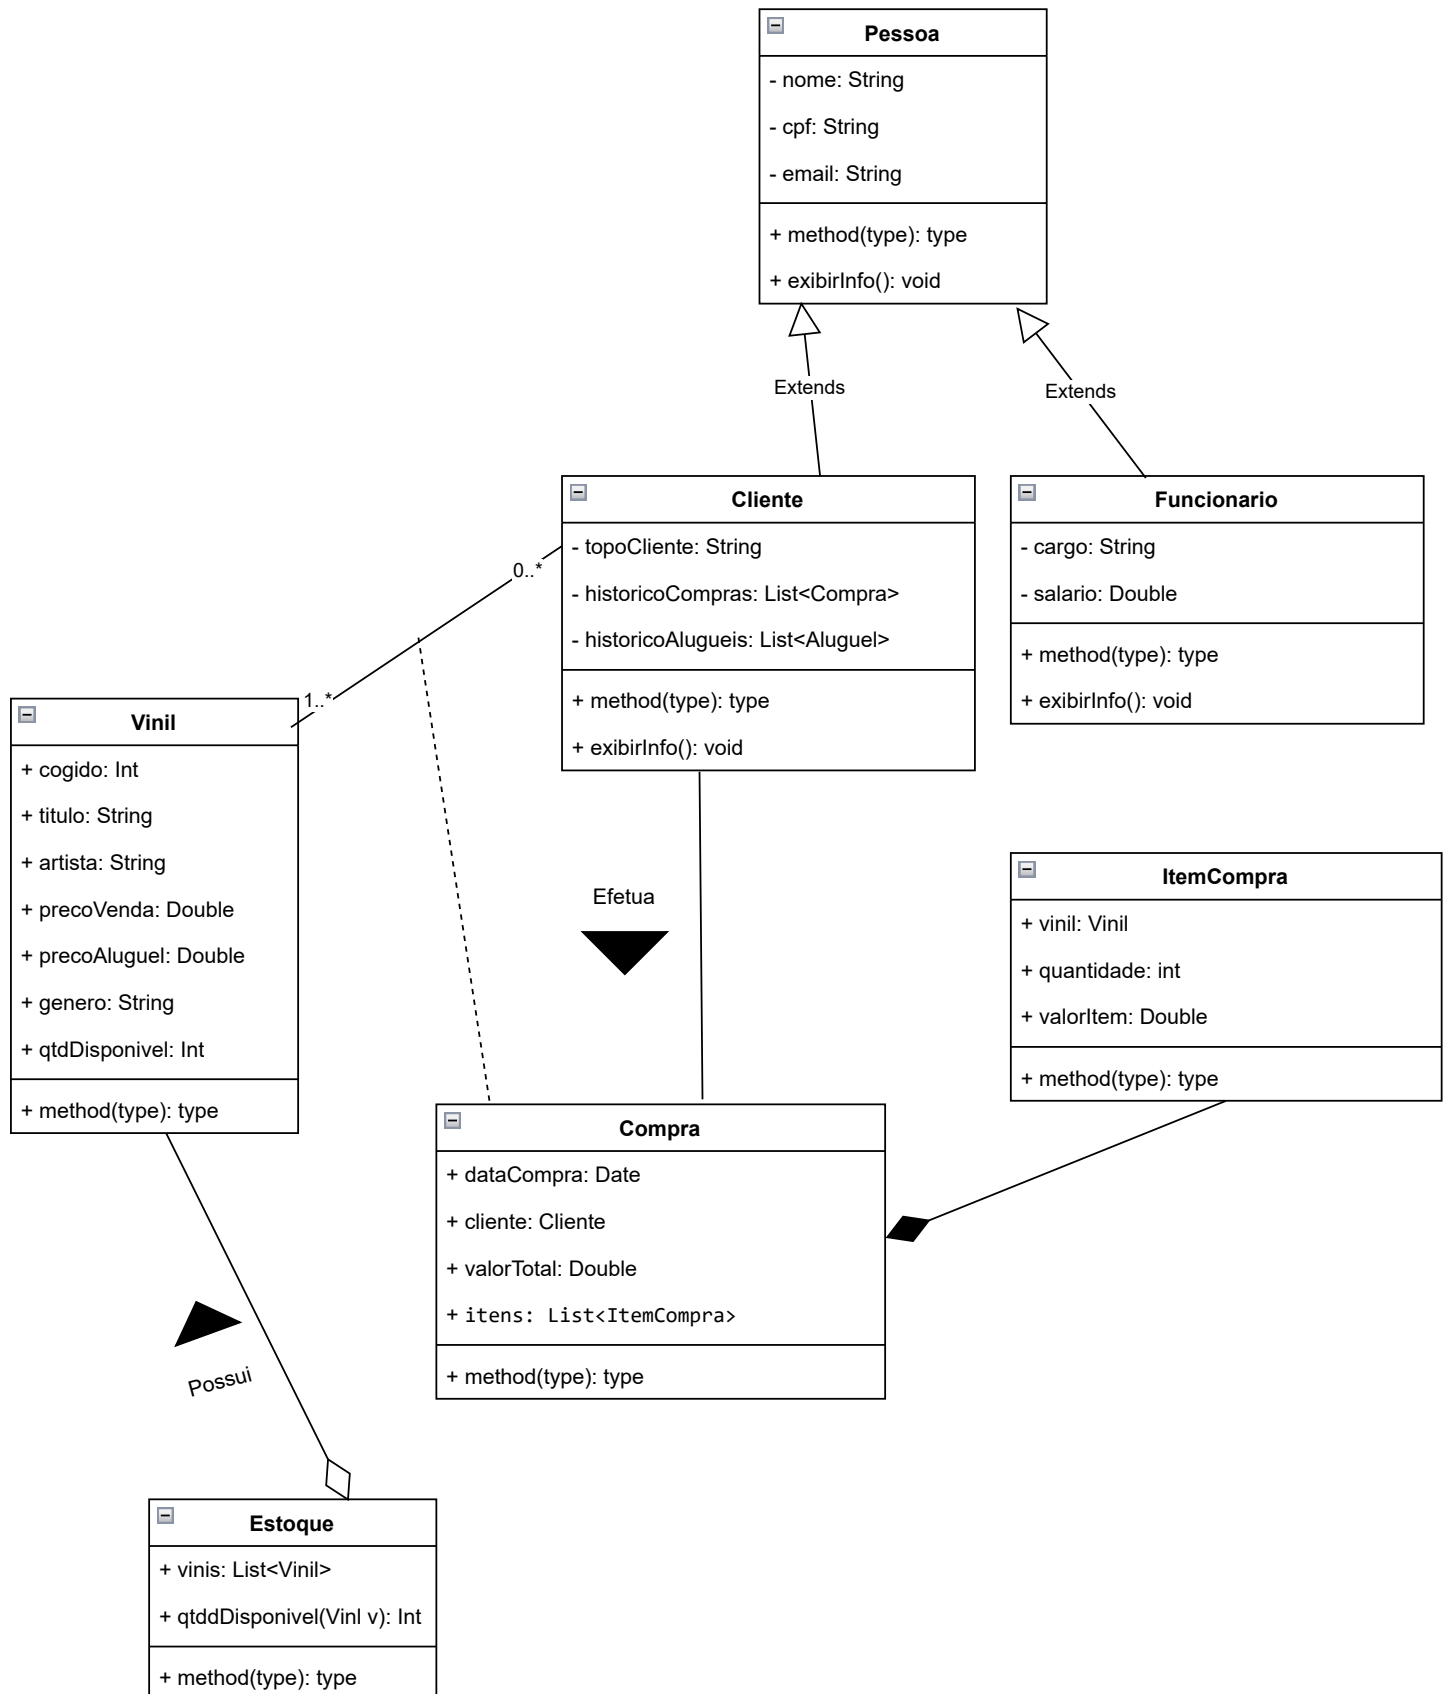 Pessoa
- nome: String
- cpf: String
- email: String
+ method(type): type
+ exibirInfo(): void
Extends
Extends
Cliente
- topoCliente: String
- historicoCompras: List<Compra>
- historicoAlugueis: List<Aluguel>
+ method(type): type
+ exibirInfo(): void
Funcionario
- cargo: String
- salario: Double
+ method(type): type
+ exibirInfo(): void
0..*
1..*
Vinil
+ cogido: Int
+ titulo: String
+ artista: String
+ precoVenda: Double
+ precoAluguel: Double
+ genero: String
+ qtdDisponivel: Int
+ method(type): type
Efetua
ItemCompra
+ vinil: Vinil
+ quantidade: int
+ valorItem: Double
+ method(type): type
Compra
+ dataCompra: Date
+ cliente: Cliente
+ valorTotal: Double
+ itens: List<ItemCompra>
+ method(type): type
Possui
Estoque
+ vinis: List<Vinil>
+ qtddDisponivel(Vinl v): Int
+ method(type): type